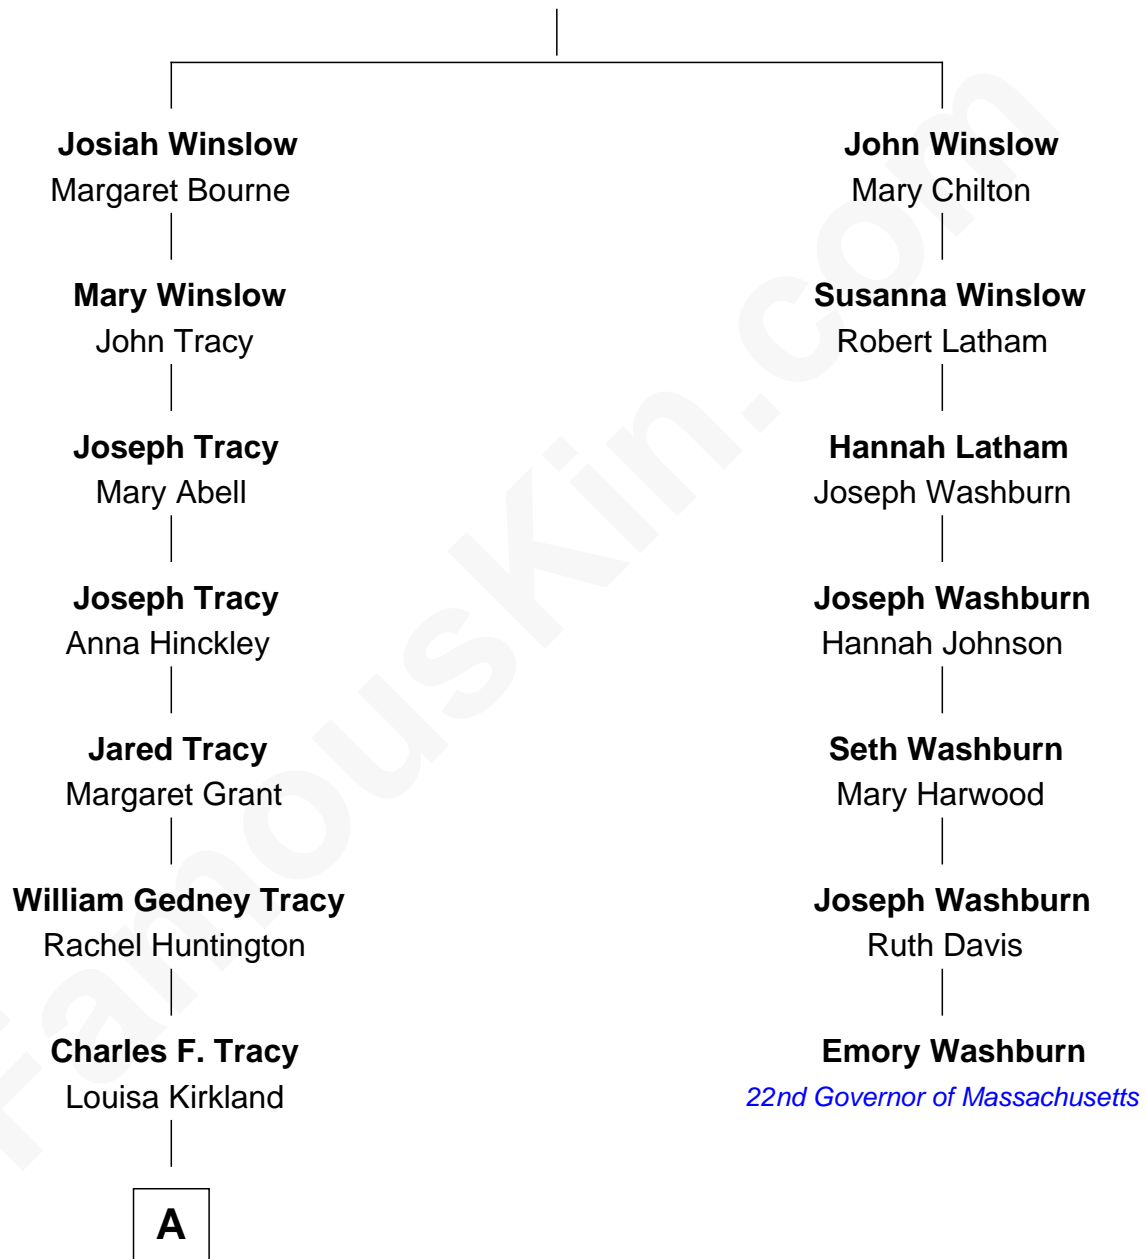 Josiah Winslow
Margaret Bourne
Mary Winslow
John Tracy
Joseph Tracy
Mary Abell
Joseph Tracy
Anna Hinckley
Jared Tracy
Margaret Grant
William Gedney Tracy
Rachel Huntington
Charles F. Tracy
Louisa Kirkland
A
John Winslow
Mary Chilton
Susanna Winslow
Robert Latham
Hannah Latham
Joseph Washburn
Joseph Washburn
Hannah Johnson
Seth Washburn
Mary Harwood
Joseph Washburn
Ruth Davis
Emory Washburn
22nd Governor of Massachusetts
FamousKin.com